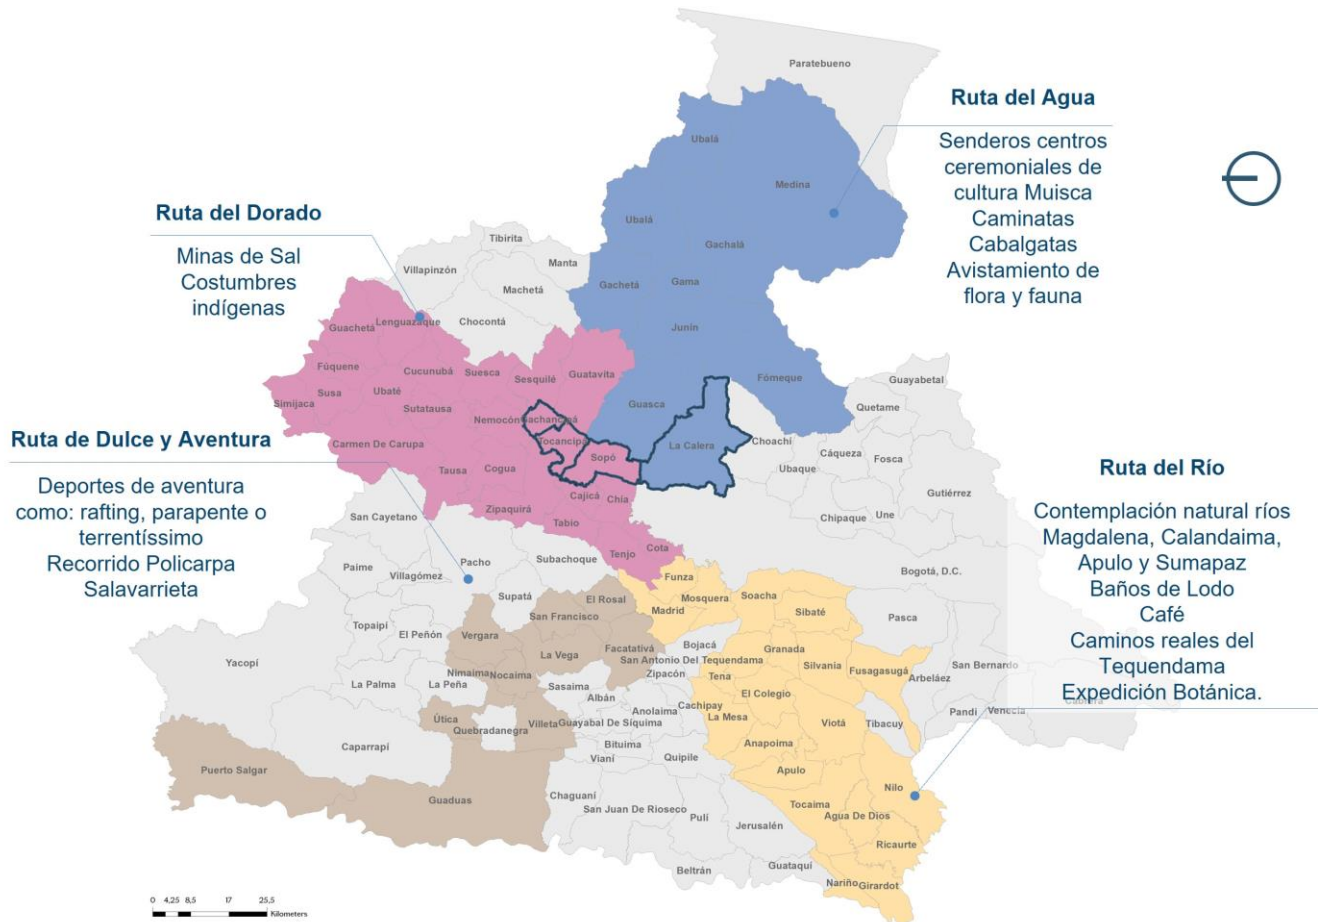 Paratebueno
Ruta del Agua
Senderos centros
ceremoniales de
cultura Muisca
Caminatas
Cabalgatas
Avistamiento de
flora y fauna
Ubalá
Medina
Ubalá
Gachalá
Gachetá
Gama
Junín
Fómeque
Guasca
La Calera
Ruta del Dorado
Minas de Sal
Costumbres
indígenas
Tibirita
Villapinzón
Manta
Machetá
Chocontá
Guachetá
Lenguazaque
Fúquene
Cucunubá
Suesca
Sesquilé
Guatavita
Susa
Ubaté
Simijaca
Sutatausa
Nemocón
Gachancipá
Tocancipá
Sopó
Carmen De Carupa
Tausa
Cogua
Cajicá
Chía
Zipaquirá
Tabio
Tenjo
Cota
Guayabetal
Quetame
Choachí
Cáqueza
Fosca
Ubaque
Gutiérrez
Chipaque
Une
Bogotá, D.C.
Ruta de Dulce y Aventura
Deportes de aventura
como: rafting, parapente o
terrentíssimo
Recorrido Policarpa
Salavarrieta
San Cayetano
Subachoque
Pacho
Paime
Villagómez
Supatá
Topaipí
El Peñón
Yacopí
La Palma
La Peña
Vergara
San Francisco
El Rosal
La Vega
Facatativá
Nimaima
Nocaima
Sasaima
Albán
Zipacón
Útica
Quebradanegra
Villeta
Guayabal De Síquima
Anolaima
Cachipay
Caparrapí
Bituima
Vianí
Quipile
Puerto Salgar
Guaduas
Chaguaní
San Juan De Rioseco
Pulí
Jerusalén
Beltrán
Guataquí
Ruta del Río
Contemplación natural ríos
Magdalena, Calandaima,
Apulo y Sumapaz
Baños de Lodo
Café
Caminos reales del
Tequendama
Expedición Botánica.
Funza
Madrid
Mosquera
Soacha
Sibaté
Pasca
Bojacá
Granada
San Antonio Del Tequendama
Silvania
Fusagasugá
Tena
Arbeláez
San Bernardo
El Colegio
La Mesa
Viotá
Tibacuy
Pandi
Venecia
Cabrera
Anapoima
Apulo
Nilo
Tocaima
Agua De Dios
Ricaurte
Nariño
Girardot
0 4,25 8,5 17 25,5
Kilometers